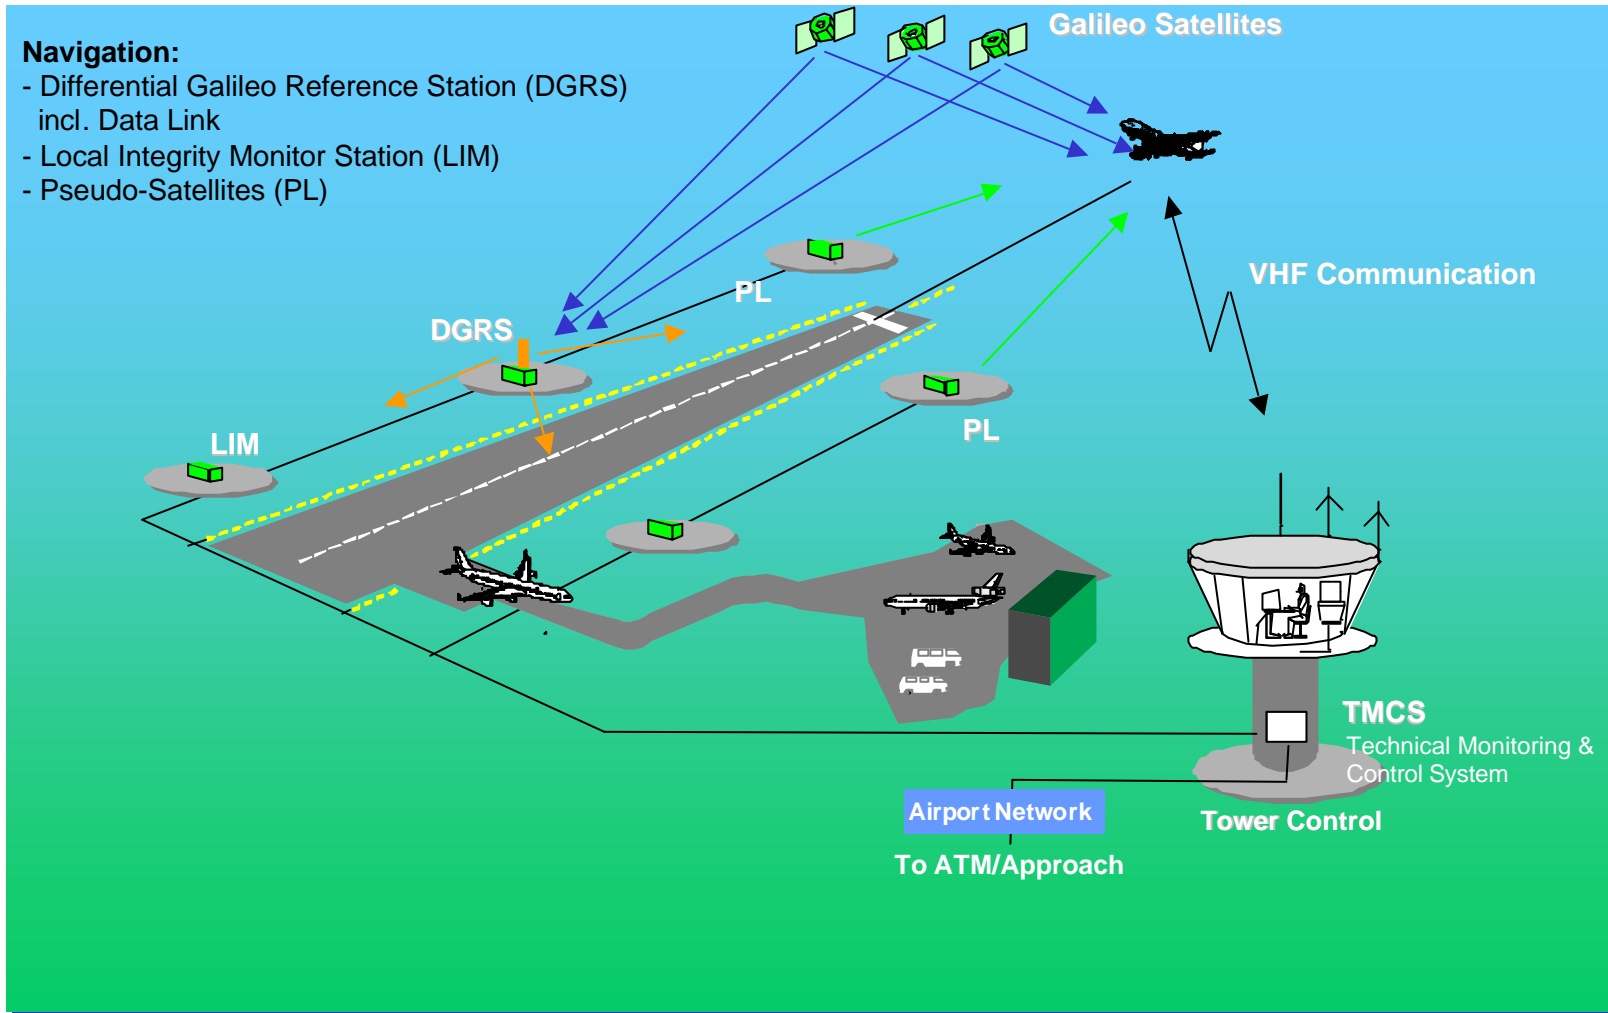 Galileo Satellites
Navigation:
- Differential Galileo Reference Station (DGRS)
incl. Data Link
- Local Integrity Monitor Station (LIM)
- Pseudo-Satellites (PL)
VHF Communication
PL
DGRS
PL
LIM
TMCS
Technical Monitoring &
Control System
Airport Network
Tower Control
To ATM/Approach